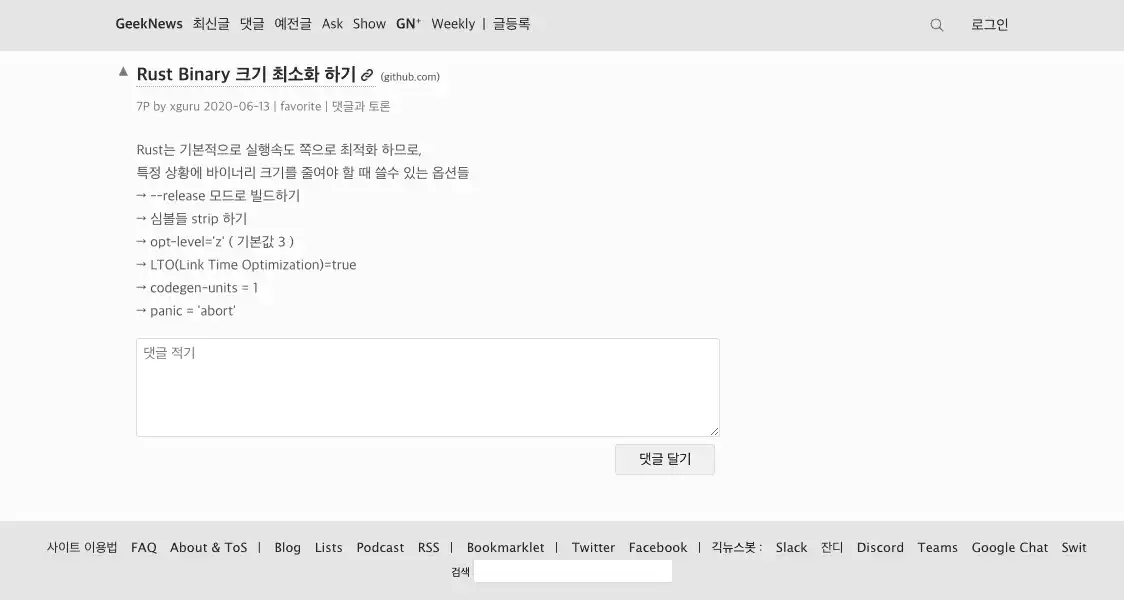 GeekNews 최신글 댓글 예전글 Ask Show GN⁺ Weekly | 글등록 로그인
▲ Rust Binary 크기 최소화 하기 (github.com)
7P by xguru 2020-06-13 | favorite | 댓글과 토론
Rust는 기본적으로 실행속도 쪽으로 최적화 하므로,
특정 상황에 바이너리 크기를 줄여야 할 때 쓸수 있는 옵션들
→ --release 모드로 빌드하기
→ 심볼들 strip 하기
→ opt-level='z' ( 기본값 3 )
→ LTO(Link Time Optimization)=true
→ codegen-units = 1
→ panic = 'abort'
댓글 적기
댓글 달기
사이트 이용법 FAQ About & ToS | Blog Lists Podcast RSS | Bookmarklet | Twitter Facebook | 긱뉴스봇 : Slack 잔디 Discord Teams Google Chat Swit
검색